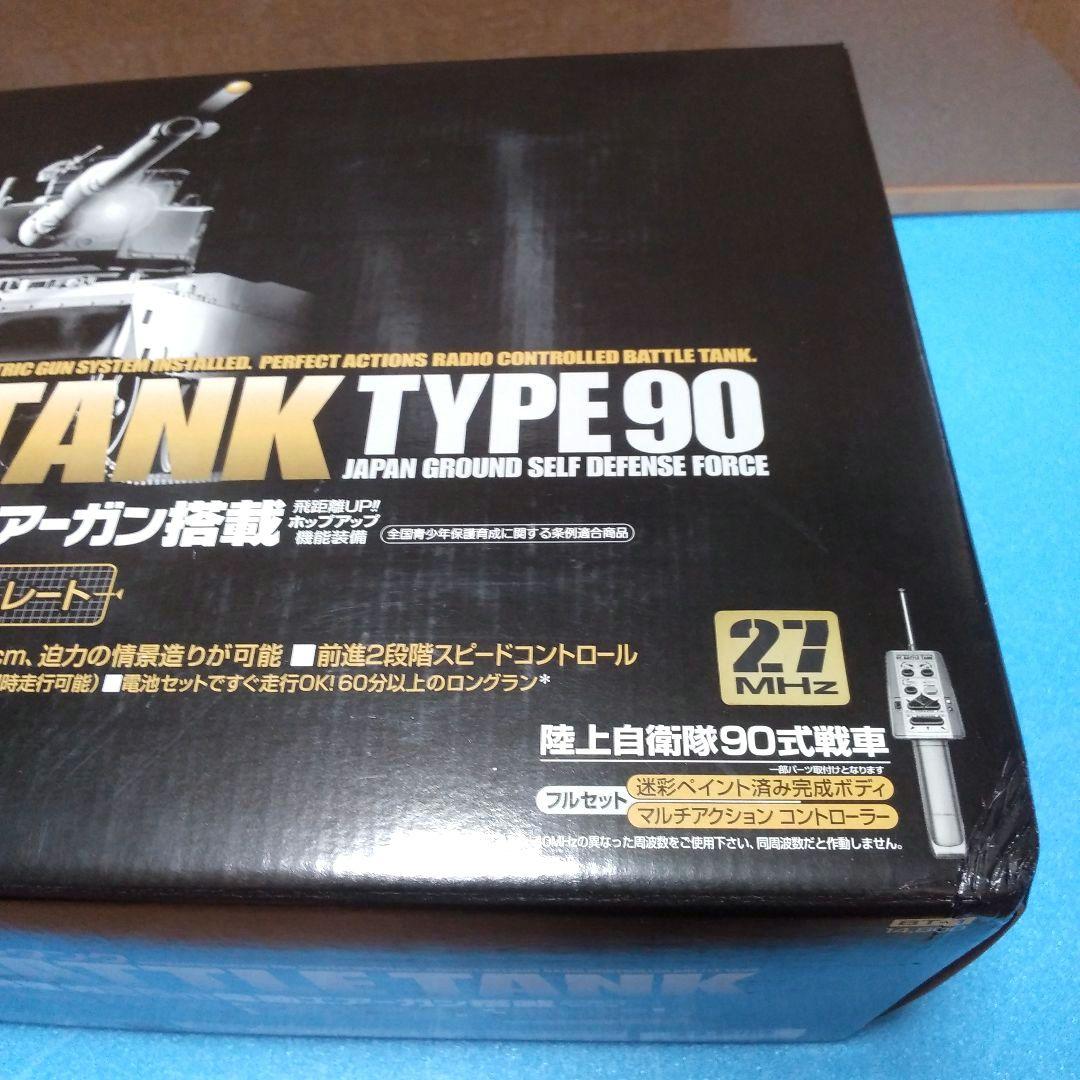 TRIC GUN SYSTEM INSTALLED. PERFECT ACTIONS RADIO CONTROLLED BATTLE TANK.
TANK TYPE 90
JAPAN GROUND SELF DEFENSE FORCE
アーガン搭載 飛距離UP!! ホップアップ 機能装備 全国青少年保護育成に関する条例適合商品
レート
cm、迫力の情景造りが可能 ■前進2段階スピードコントロール
時走行可能) ■電池セットですぐ走行OK! 60分以上のロングラン*
27 MHz
RC BATTLE TANK
陸上自衛隊90式戦車
一部パーツ取付けとなります
フルセット 迷彩ペイント済み完成ボディ
マルチアクション コントローラー
0MHzの異なった周波数をご使用下さい、同周波数だと作動しません。
TTLE TANK